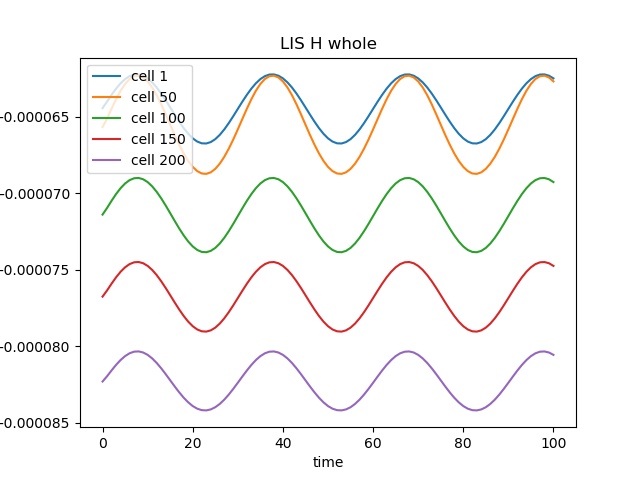 LIS H whole
cell 1
cell 50
cell 100
cell 150
cell 200
-0.000065
-0.000070
-0.000075
-0.000080
-0.000085
0 20 40 60 80 100
time